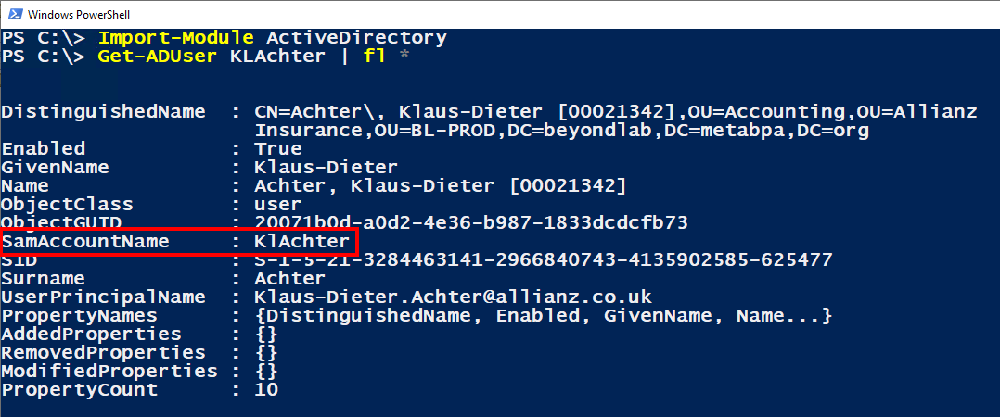 Windows PowerShell
PS C:\> Import-Module ActiveDirectory
PS C:\> Get-ADUser KLAchter | fl *
DistinguishedName  : CN=Achter\, Klaus-Dieter [00021342],OU=Accounting,OU=Allianz
                     Insurance,OU=BL-PROD,DC=beyondlab,DC=metabpa,DC=org
Enabled            : True
GivenName          : Klaus-Dieter
Name               : Achter, Klaus-Dieter [00021342]
ObjectClass        : user
ObjectGUID         : 20071b0d-a0d2-4e36-b987-1833dcdcfb73
SamAccountName     : KlAchter
SID                : S-1-5-21-3284463141-2966840743-4135902585-625477
Surname            : Achter
UserPrincipalName  : Klaus-Dieter.Achter@allianz.co.uk
PropertyNames      : {DistinguishedName, Enabled, GivenName, Name...}
AddedProperties    : {}
RemovedProperties  : {}
ModifiedProperties : {}
PropertyCount      : 10